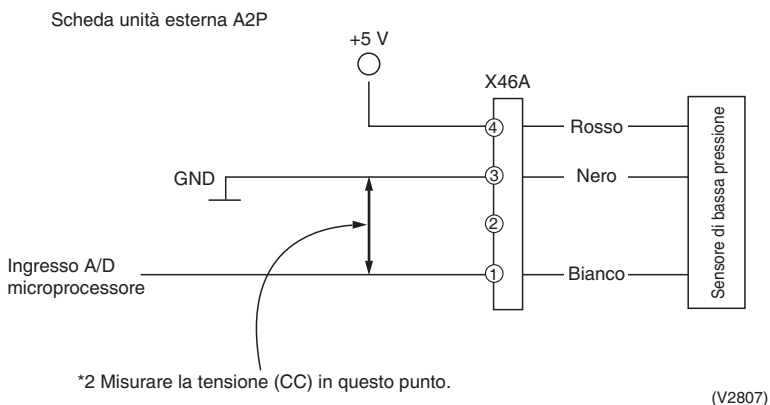 Scheda unità esterna A2P
+5 V
X46A
4
Rosso
GND
3
Nero
2
Ingresso A/D
microprocessore
1
Bianco
Sensore di bassa pressione
*2 Misurare la tensione (CC) in questo punto.
(V2807)